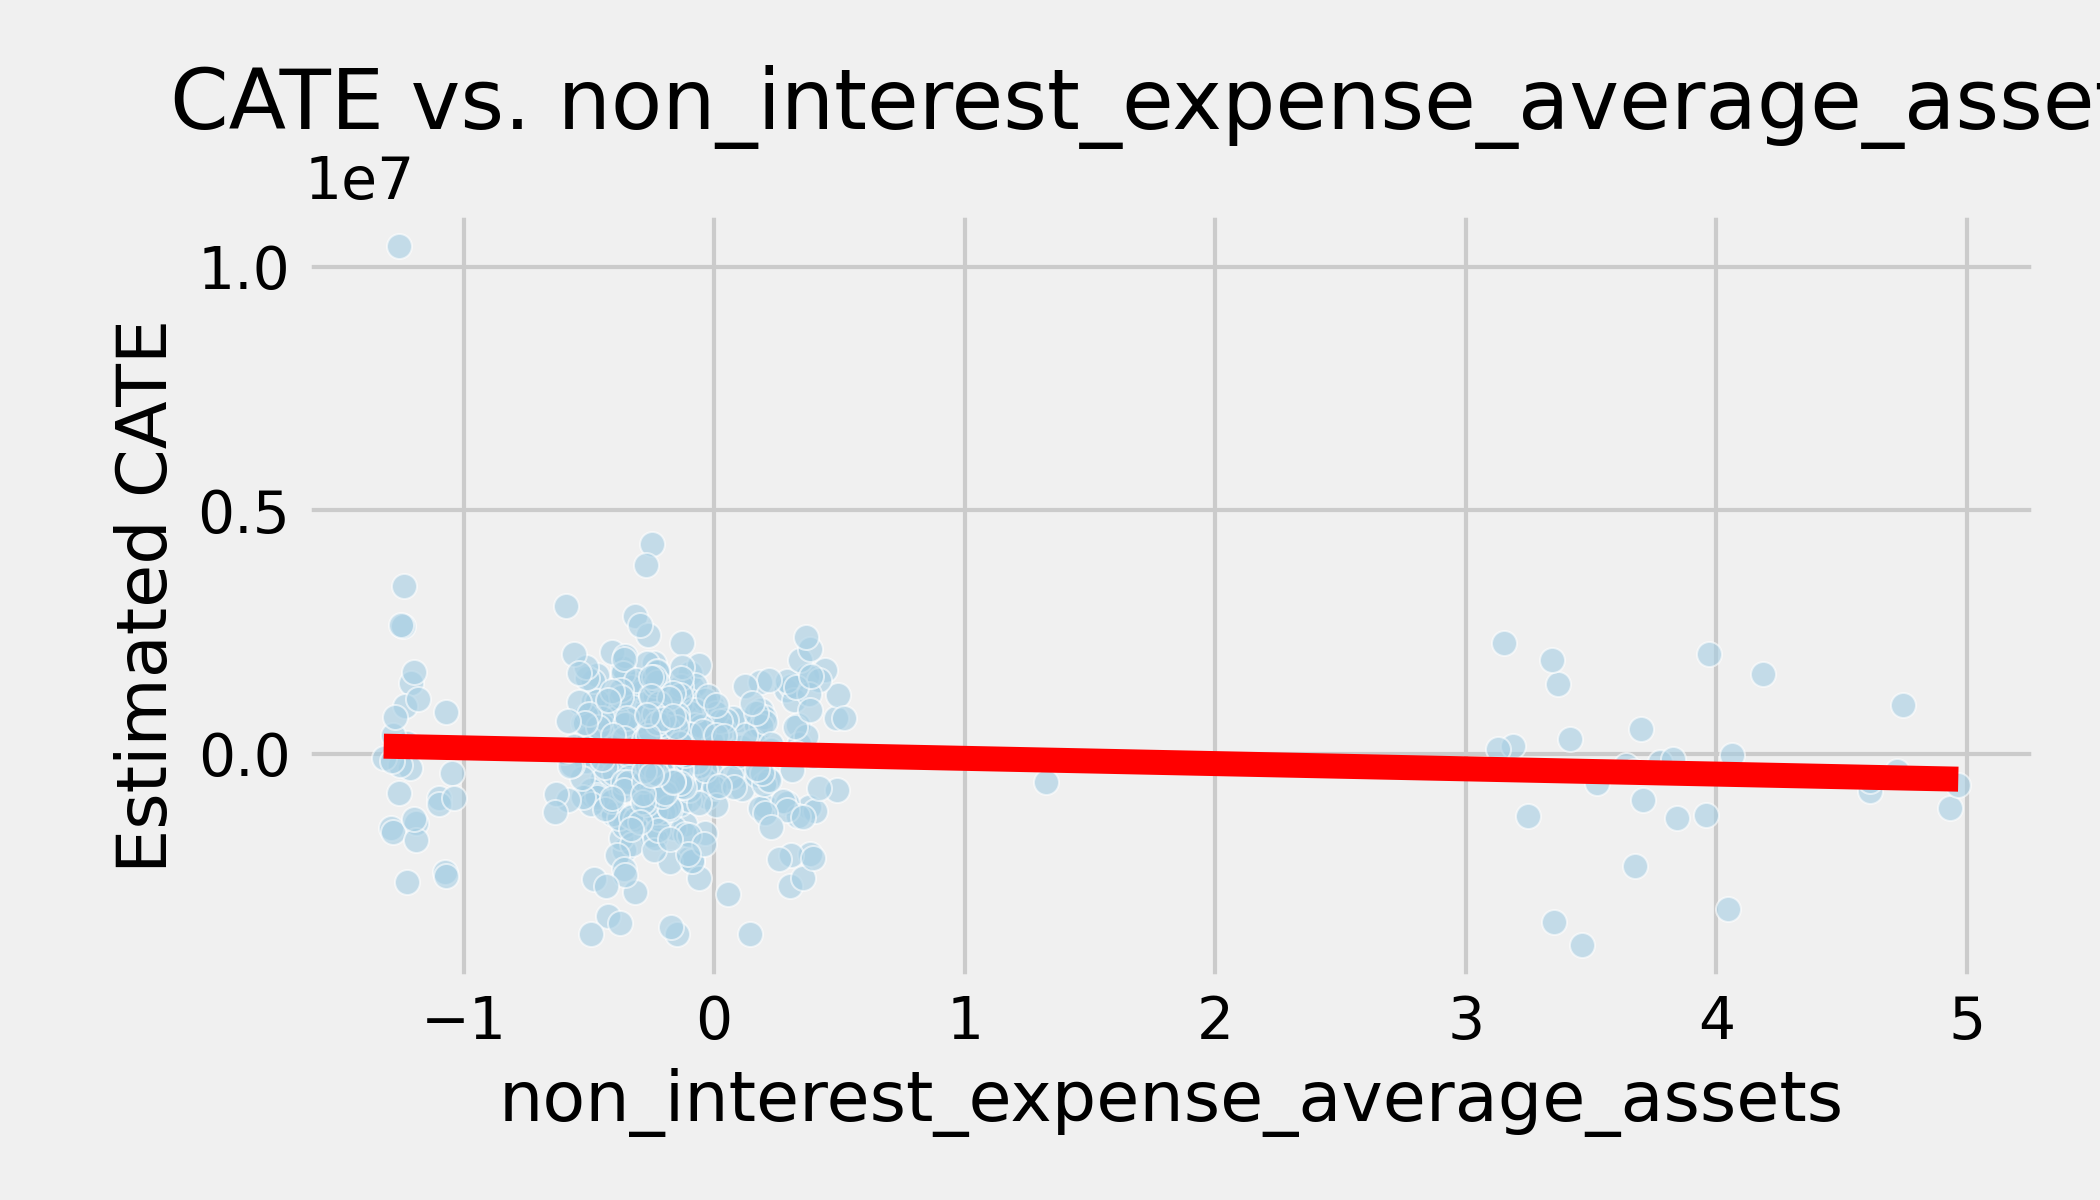 CATE vs. non_interest_expense_average_asse
1e7
1.0
0.5
0.0
Estimated CATE
−1 0 1 2 3 4 5
non_interest_expense_average_assets